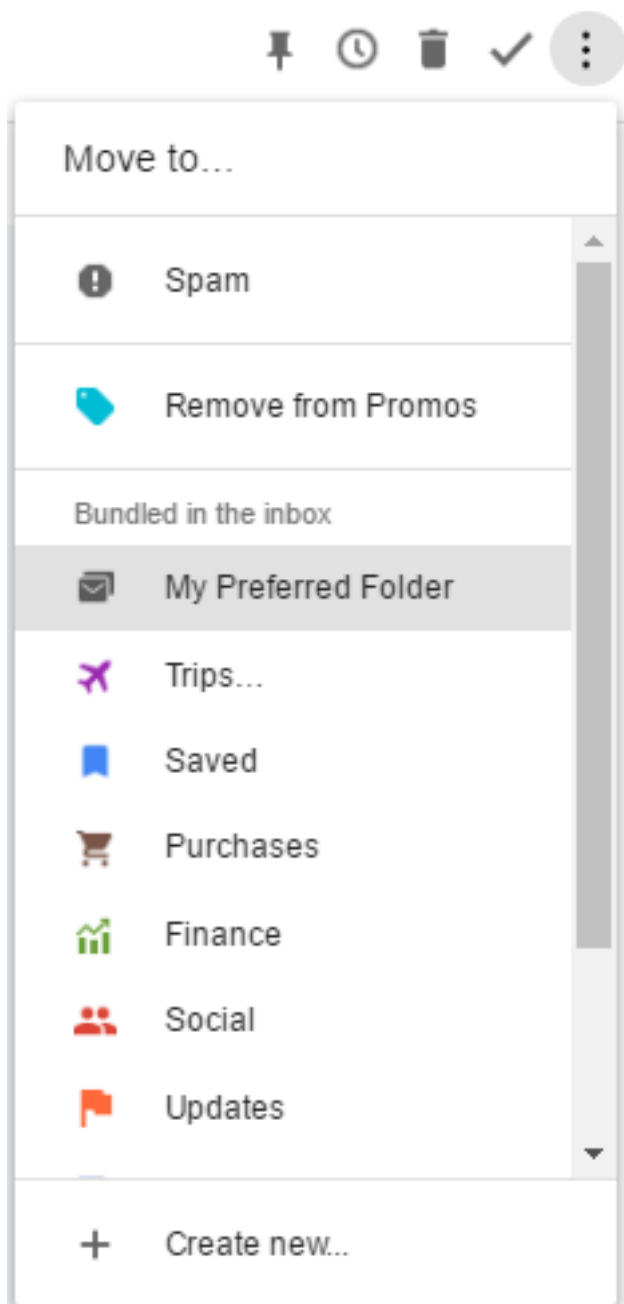 Move to...
Spam
Remove from Promos
Bundled in the inbox
My Preferred Folder
Trips...
Saved
Purchases
Finance
Social
Updates
Create new...